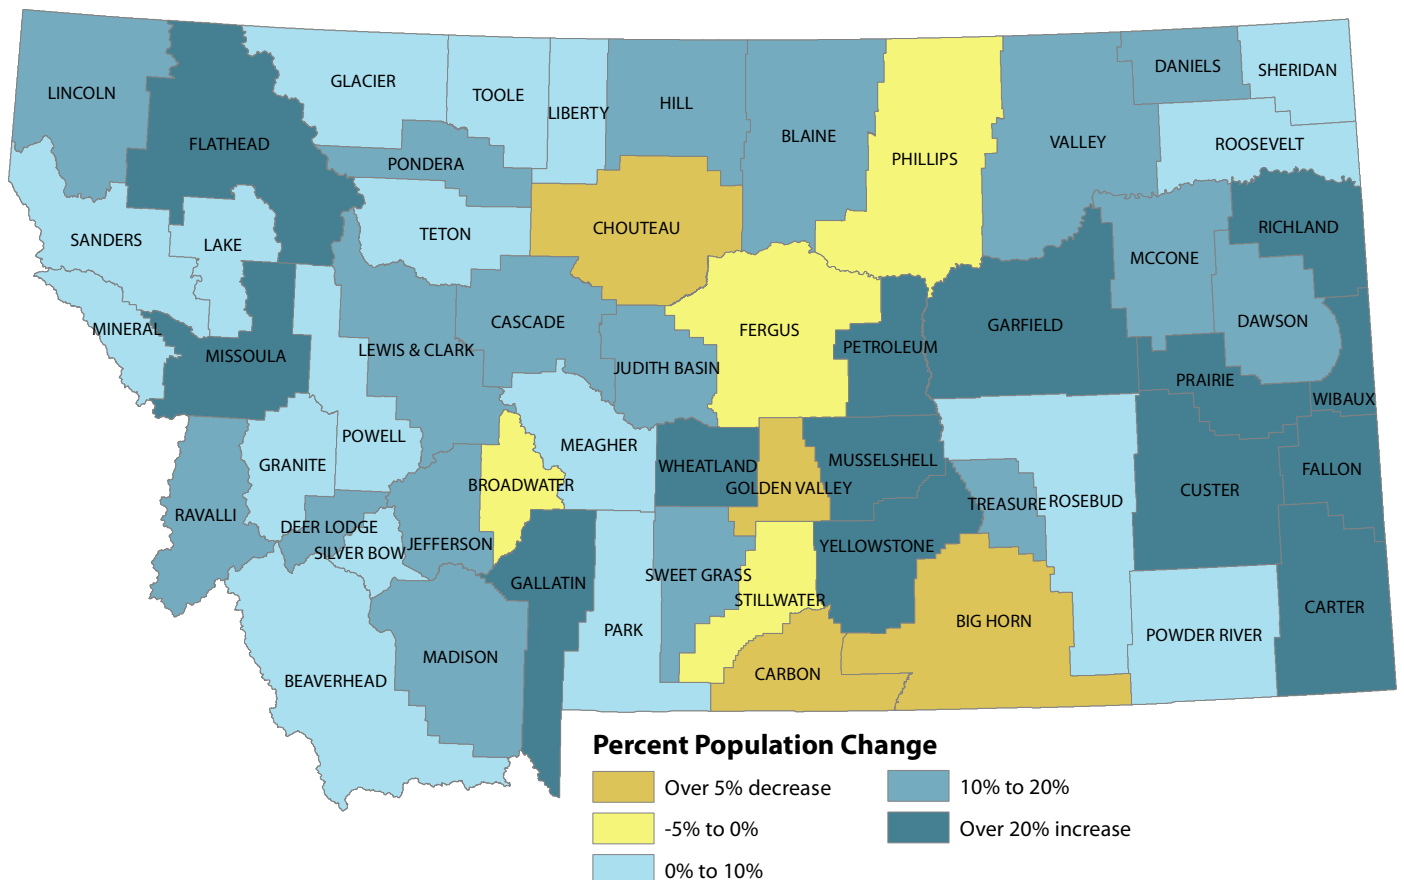 LINCOLN
FLATHEAD
GLACIER
TOOLE
LIBERTY
HILL
BLAINE
PHILLIPS
VALLEY
DANIELS
SHERIDAN
ROOSEVELT
PONDERA
SANDERS
LAKE
TETON
CHOUTEAU
RICHLAND
MCCONE
MINERAL
MISSOULA
LEWIS & CLARK
CASCADE
JUDITH BASIN
FERGUS
PETROLEUM
GARFIELD
DAWSON
PRAIRIE
WIBAUX
POWELL
GRANITE
MEAGHER
BROADWATER
WHEATLAND
GOLDEN VALLEY
MUSSELSHELL
TREASURE
ROSEBUD
CUSTER
FALLON
RAVALLI
DEER LODGE
SILVER BOW
JEFFERSON
GALLATIN
SWEET GRASS
STILLWATER
YELLOWSTONE
BIG HORN
POWDER RIVER
CARTER
BEAVERHEAD
MADISON
PARK
CARBON
Percent Population Change
Over 5% decrease
-5% to 0%
0% to 10%
10% to 20%
Over 20% increase